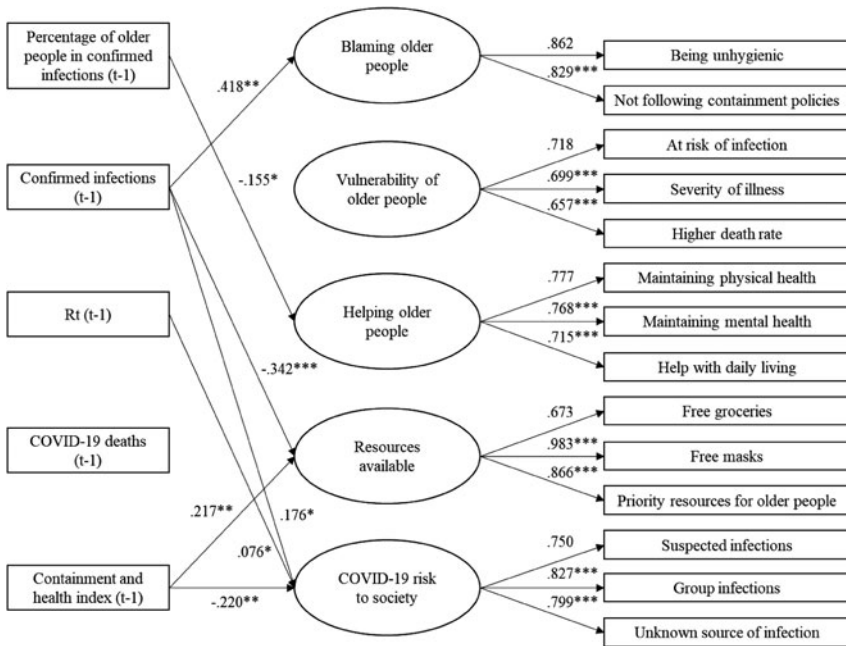 Percentage of older
people in confirmed
infections (t-1)
Confirmed infections
(t-1)
Rt (t-1)
COVID-19 deaths
(t-1)
Containment and
health index (t-1)
.418**
-.155*
-.342***
.217**
.176*
.076*
-.220**
Blaming older
people
Vulnerability of
older people
Helping older
people
Resources
available
COVID-19 risk
to society
.862
.829***
.718
.699***
.657***
.777
.768***
.715***
.673
.983***
.866***
.750
.827***
.799***
Being unhygienic
Not following containment policies
At risk of infection
Severity of illness
Higher death rate
Maintaining physical health
Maintaining mental health
Help with daily living
Free groceries
Free masks
Priority resources for older people
Suspected infections
Group infections
Unknown source of infection